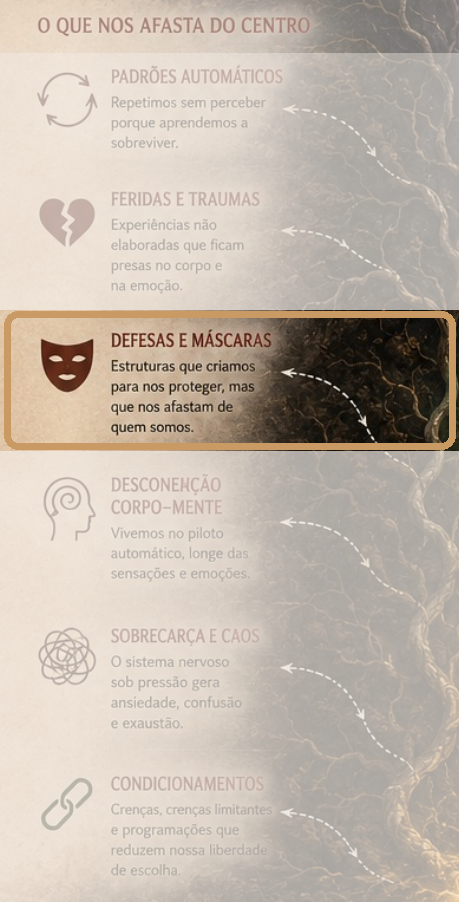 O QUE NOS AFASTA DO CENTRO
PADRÕES AUTOMÁTICOS
Repetimos sem perceber
porque aprendemos a
sobreviver.
FERIDAS E TRAUMAS
Experiências não
elaboradas que ficam
presas no corpo e
na emoção.
DEFESAS E MÁSCARAS
Estruturas que criamos
para nos proteger, mas
que nos afastam de
quem somos.
DESCONENÇÃO
CORPO–MENTE
Vivemos no piloto
automático, longe das
sensações e emoções.
SOBRECARÇA E CAOS
O sistema nervoso
sob pressão gera
ansiedade, confusão
e exaustão.
CONDICIONAMENTOS
Crenças, crenças limitantes
e programações que
reduzem nossa liberdade
de escolha.